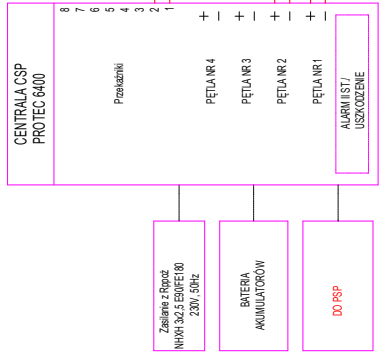 CENTRALA CSP
PROTEC 6400
8
7
6
5
4
3
2
1
Przekaźniki
+ − PĘTLA NR 4
+ − PĘTLA NR 3
+ − PĘTLA NR 2
+ − PĘTLA NR 1
ALARM II ST./
USZKODZENIE
Zasilanie z Rppoż
NHXH 3x2,5 E90/FE180
230V, 50Hz
BATERIA
AKUMULATORÓW
DO PSP